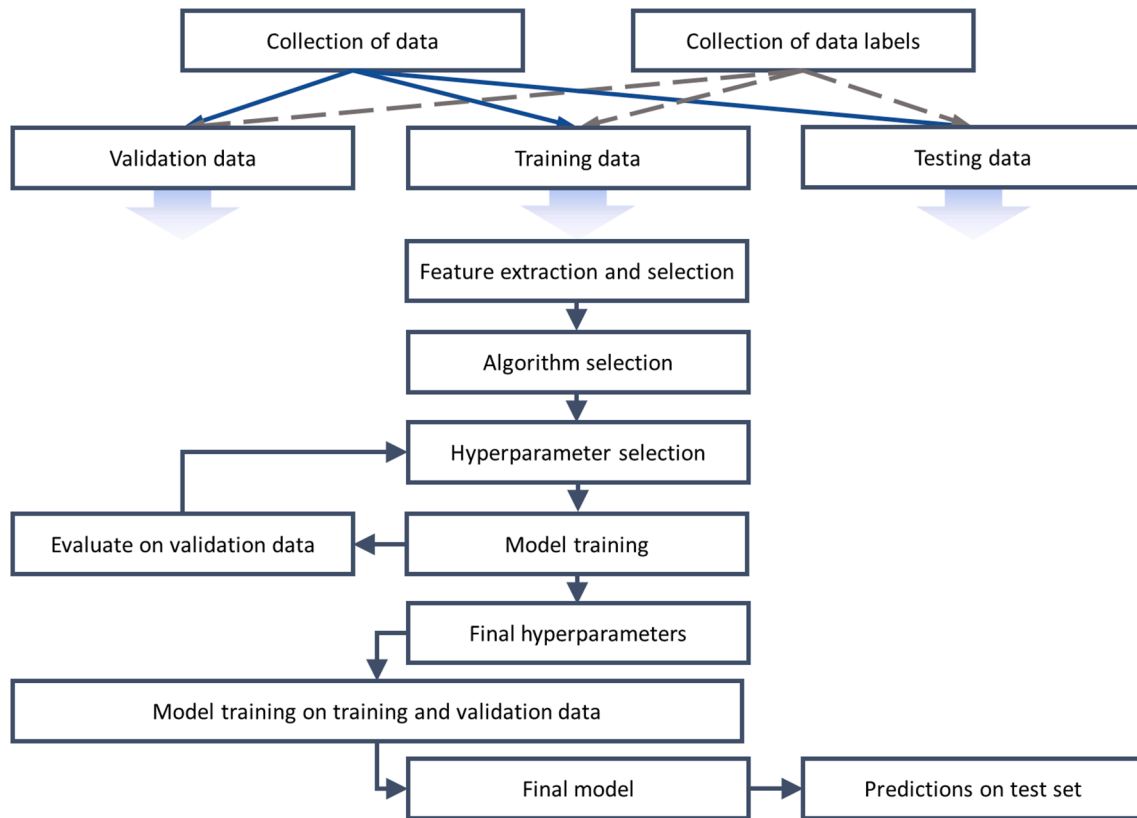 Collection of data
Collection of data labels
Validation data
Training data
Testing data
Feature extraction and selection
Algorithm selection
Hyperparameter selection
Evaluate on validation data
Model training
Final hyperparameters
Model training on training and validation data
Final model
Predictions on test set